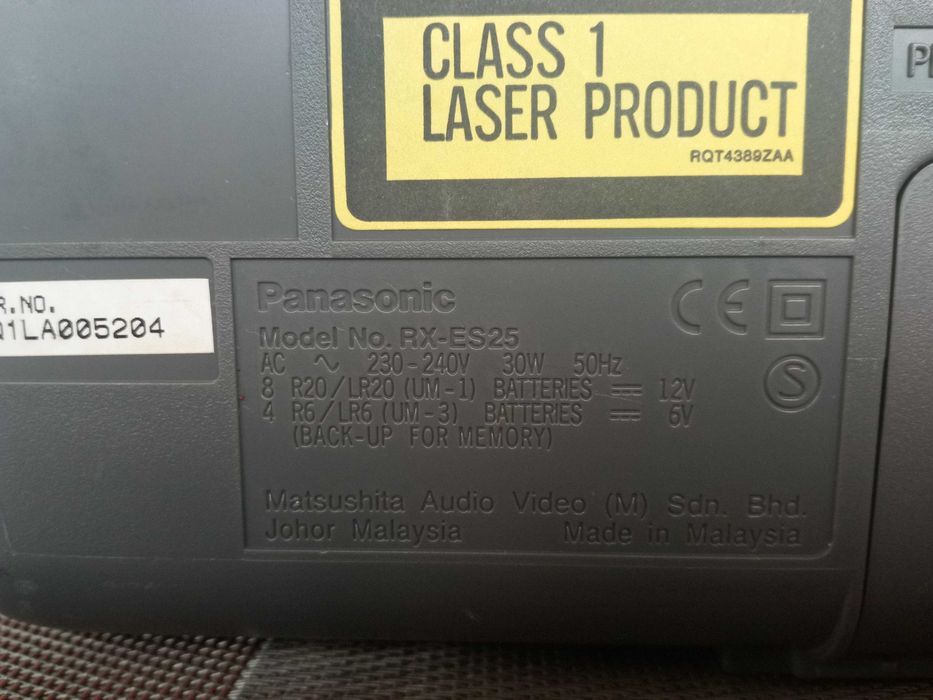 CLASS 1
LASER PRODUCT
RQT4389ZAA
R.NO.
1LA005204
Panasonic
Model No. RX-ES25
AC ∼ 230-240V 30W 50Hz
8 R20/LR20 (UM-1) BATTERIES ⎓ 12V
4 R6/LR6 (UM-3) BATTERIES ⎓ 6V
(BACK-UP FOR MEMORY)
CE
S
Matsushita Audio Video (M) Sdn. Bhd.
Johor Malaysia Made in Malaysia